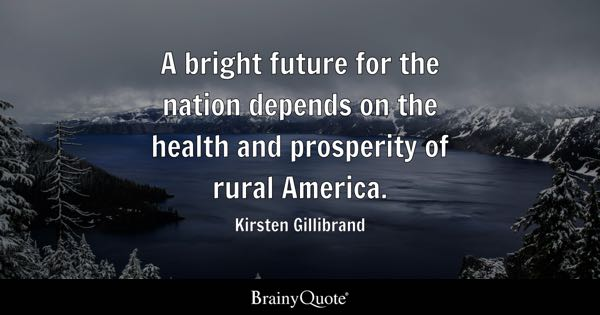 A bright future for the
nation depends on the
health and prosperity of
rural America.
Kirsten Gillibrand
BrainyQuote®